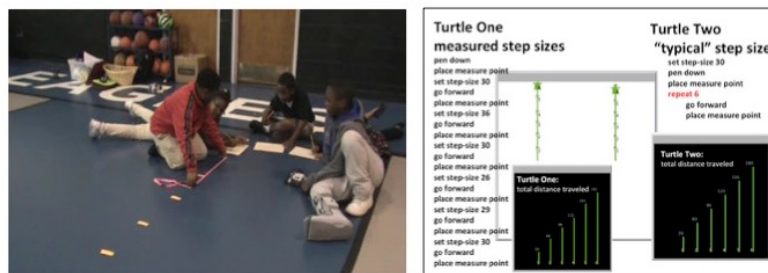 EAGLES
Turtle One
measured step sizes
pen down
place measure point
set step-size 30
go forward
place measure point
set step-size 36
go forward
place measure point
set step-size 30
go forward
place measure point
set step-size 26
go forward
place measure point
set step-size 29
go forward
place measure point
set step-size 30
go forward
place measure point
Turtle Two
"typical" step size
set step-size 30
pen down
place measure point
repeat 6
go forward
place measure point
Turtle One:
total distance traveled
Turtle Two:
total distance traveled